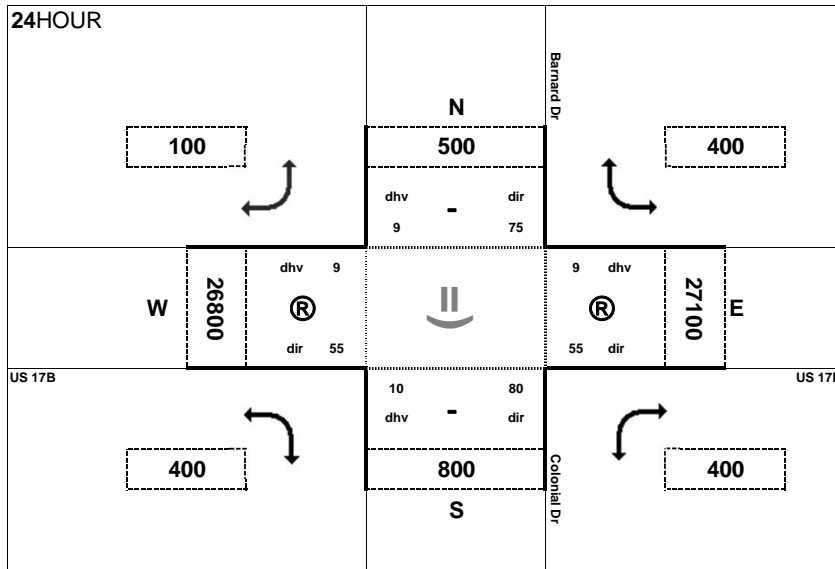 24HOUR
Barnard Dr
N
100
500
400
dhv dir
9 - 75
dhv 9
9 dhv
W
26800
®
®
27100
E
dir 55
55 dir
US 17B
US 17
10 80
dhv - dir
400
800
400
Colonial Dr
S